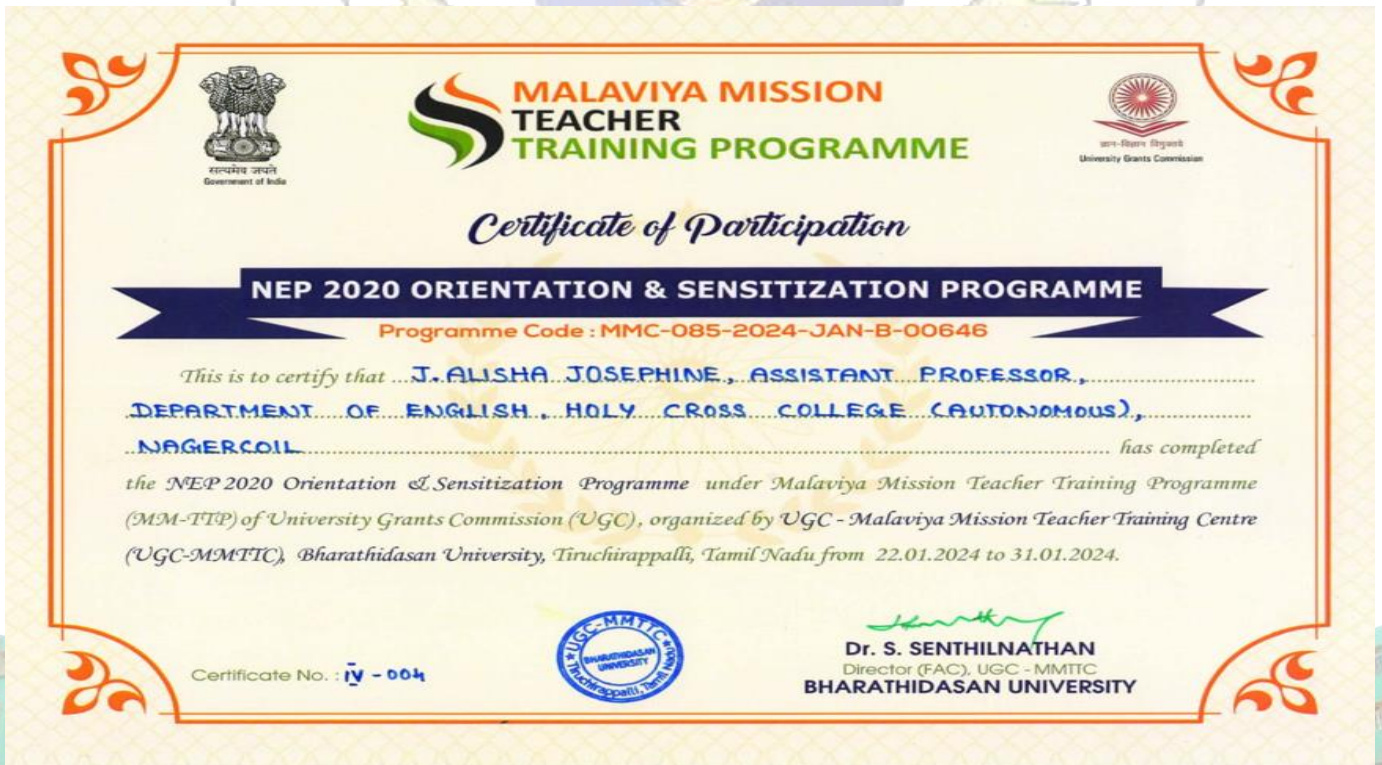 सत्यमेव जयते
Government of India
MALAVIYA MISSION
TEACHER
TRAINING PROGRAMME
ज्ञान-विज्ञान विमुक्तये
University Grants Commission
Certificate of Participation
NEP 2020 ORIENTATION & SENSITIZATION PROGRAMME
Programme Code : MMC-085-2024-JAN-B-00646
This is to certify that J. ALISHA JOSEPHINE, ASSISTANT PROFESSOR,
DEPARTMENT OF ENGLISH, HOLY CROSS COLLEGE (AUTONOMOUS),
NAGERCOIL has completed
the NEP 2020 Orientation & Sensitization Programme under Malaviya Mission Teacher Training Programme
(MM-TTP) of University Grants Commission (UGC), organized by UGC - Malaviya Mission Teacher Training Centre
(UGC-MMTTC), Bharathidasan University, Tiruchirappalli, Tamil Nadu from 22.01.2024 to 31.01.2024.
Certificate No. : IV - 004
UGC-MMTTC
BHARATHIDASAN
UNIVERSITY
Tiruchirappalli, Tamil Nadu
Dr. S. SENTHILNATHAN
Director (FAC), UGC - MMTTC
BHARATHIDASAN UNIVERSITY